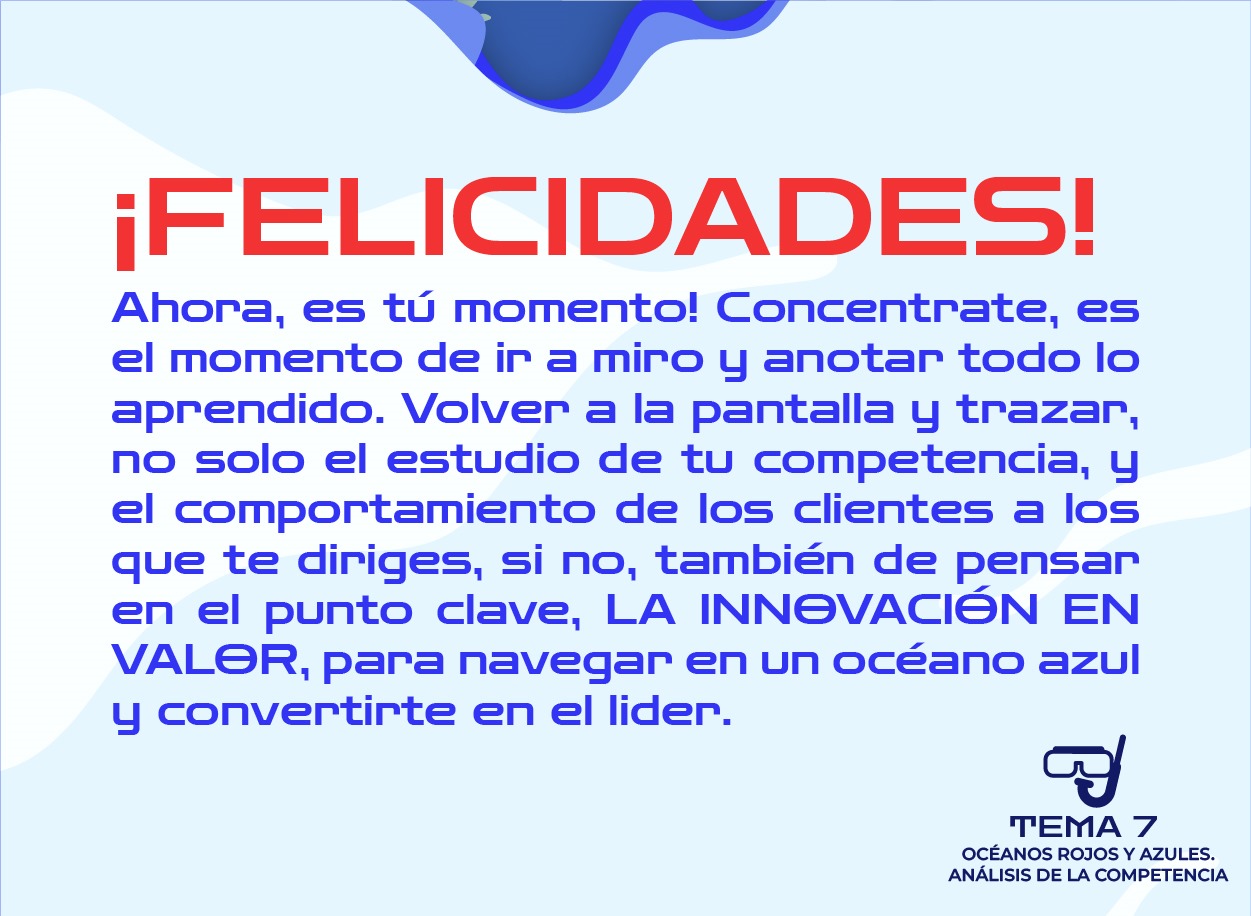 ¡FELICIDADES!
Ahora, es tú momento! Concentrate, es
el momento de ir a miro y anotar todo lo
aprendido. Volver a la pantalla y trazar,
no solo el estudio de tu competencia, y
el comportamiento de los clientes a los
que te diriges, si no, también de pensar
en el punto clave, LA INNOVACIÓN EN
VALOR, para navegar en un océano azul
y convertirte en el lider.
TEMA 7
OCÉANOS ROJOS Y AZULES.
ANÁLISIS DE LA COMPETENCIA